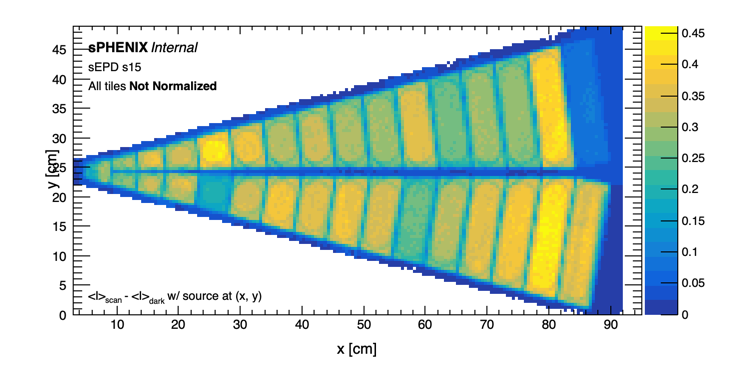 sPHENIX Internal
sEPD s15
All tiles Not Normalized
<I>scan - <I>dark w/ source at (x, y)
y [cm]
45
40
35
30
25
20
15
10
5
0
10 20 30 40 50 60 70 80 90
x [cm]
0.45
0.4
0.35
0.3
0.25
0.2
0.15
0.1
0.05
0